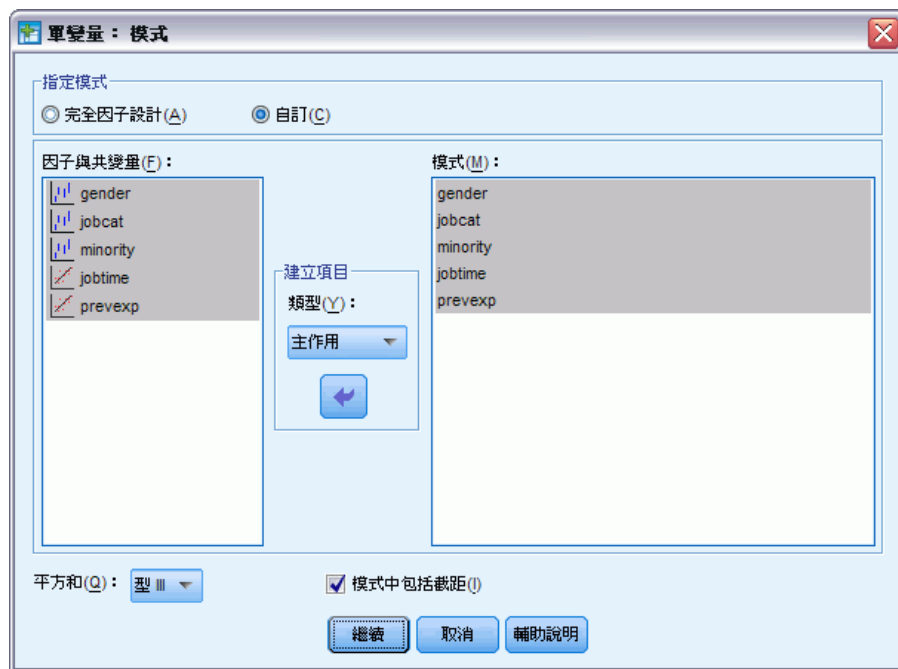 單變量： 模式
指定模式
完全因子設計(A)
自訂(C)
因子與共變量(F)：
gender
jobcat
minority
jobtime
prevexp
建立項目
類型(Y)：
主作用
模式(M)：
gender
jobcat
minority
jobtime
prevexp
平方和(Q)：
型 III
模式中包括截距(I)
繼續
取消
輔助說明